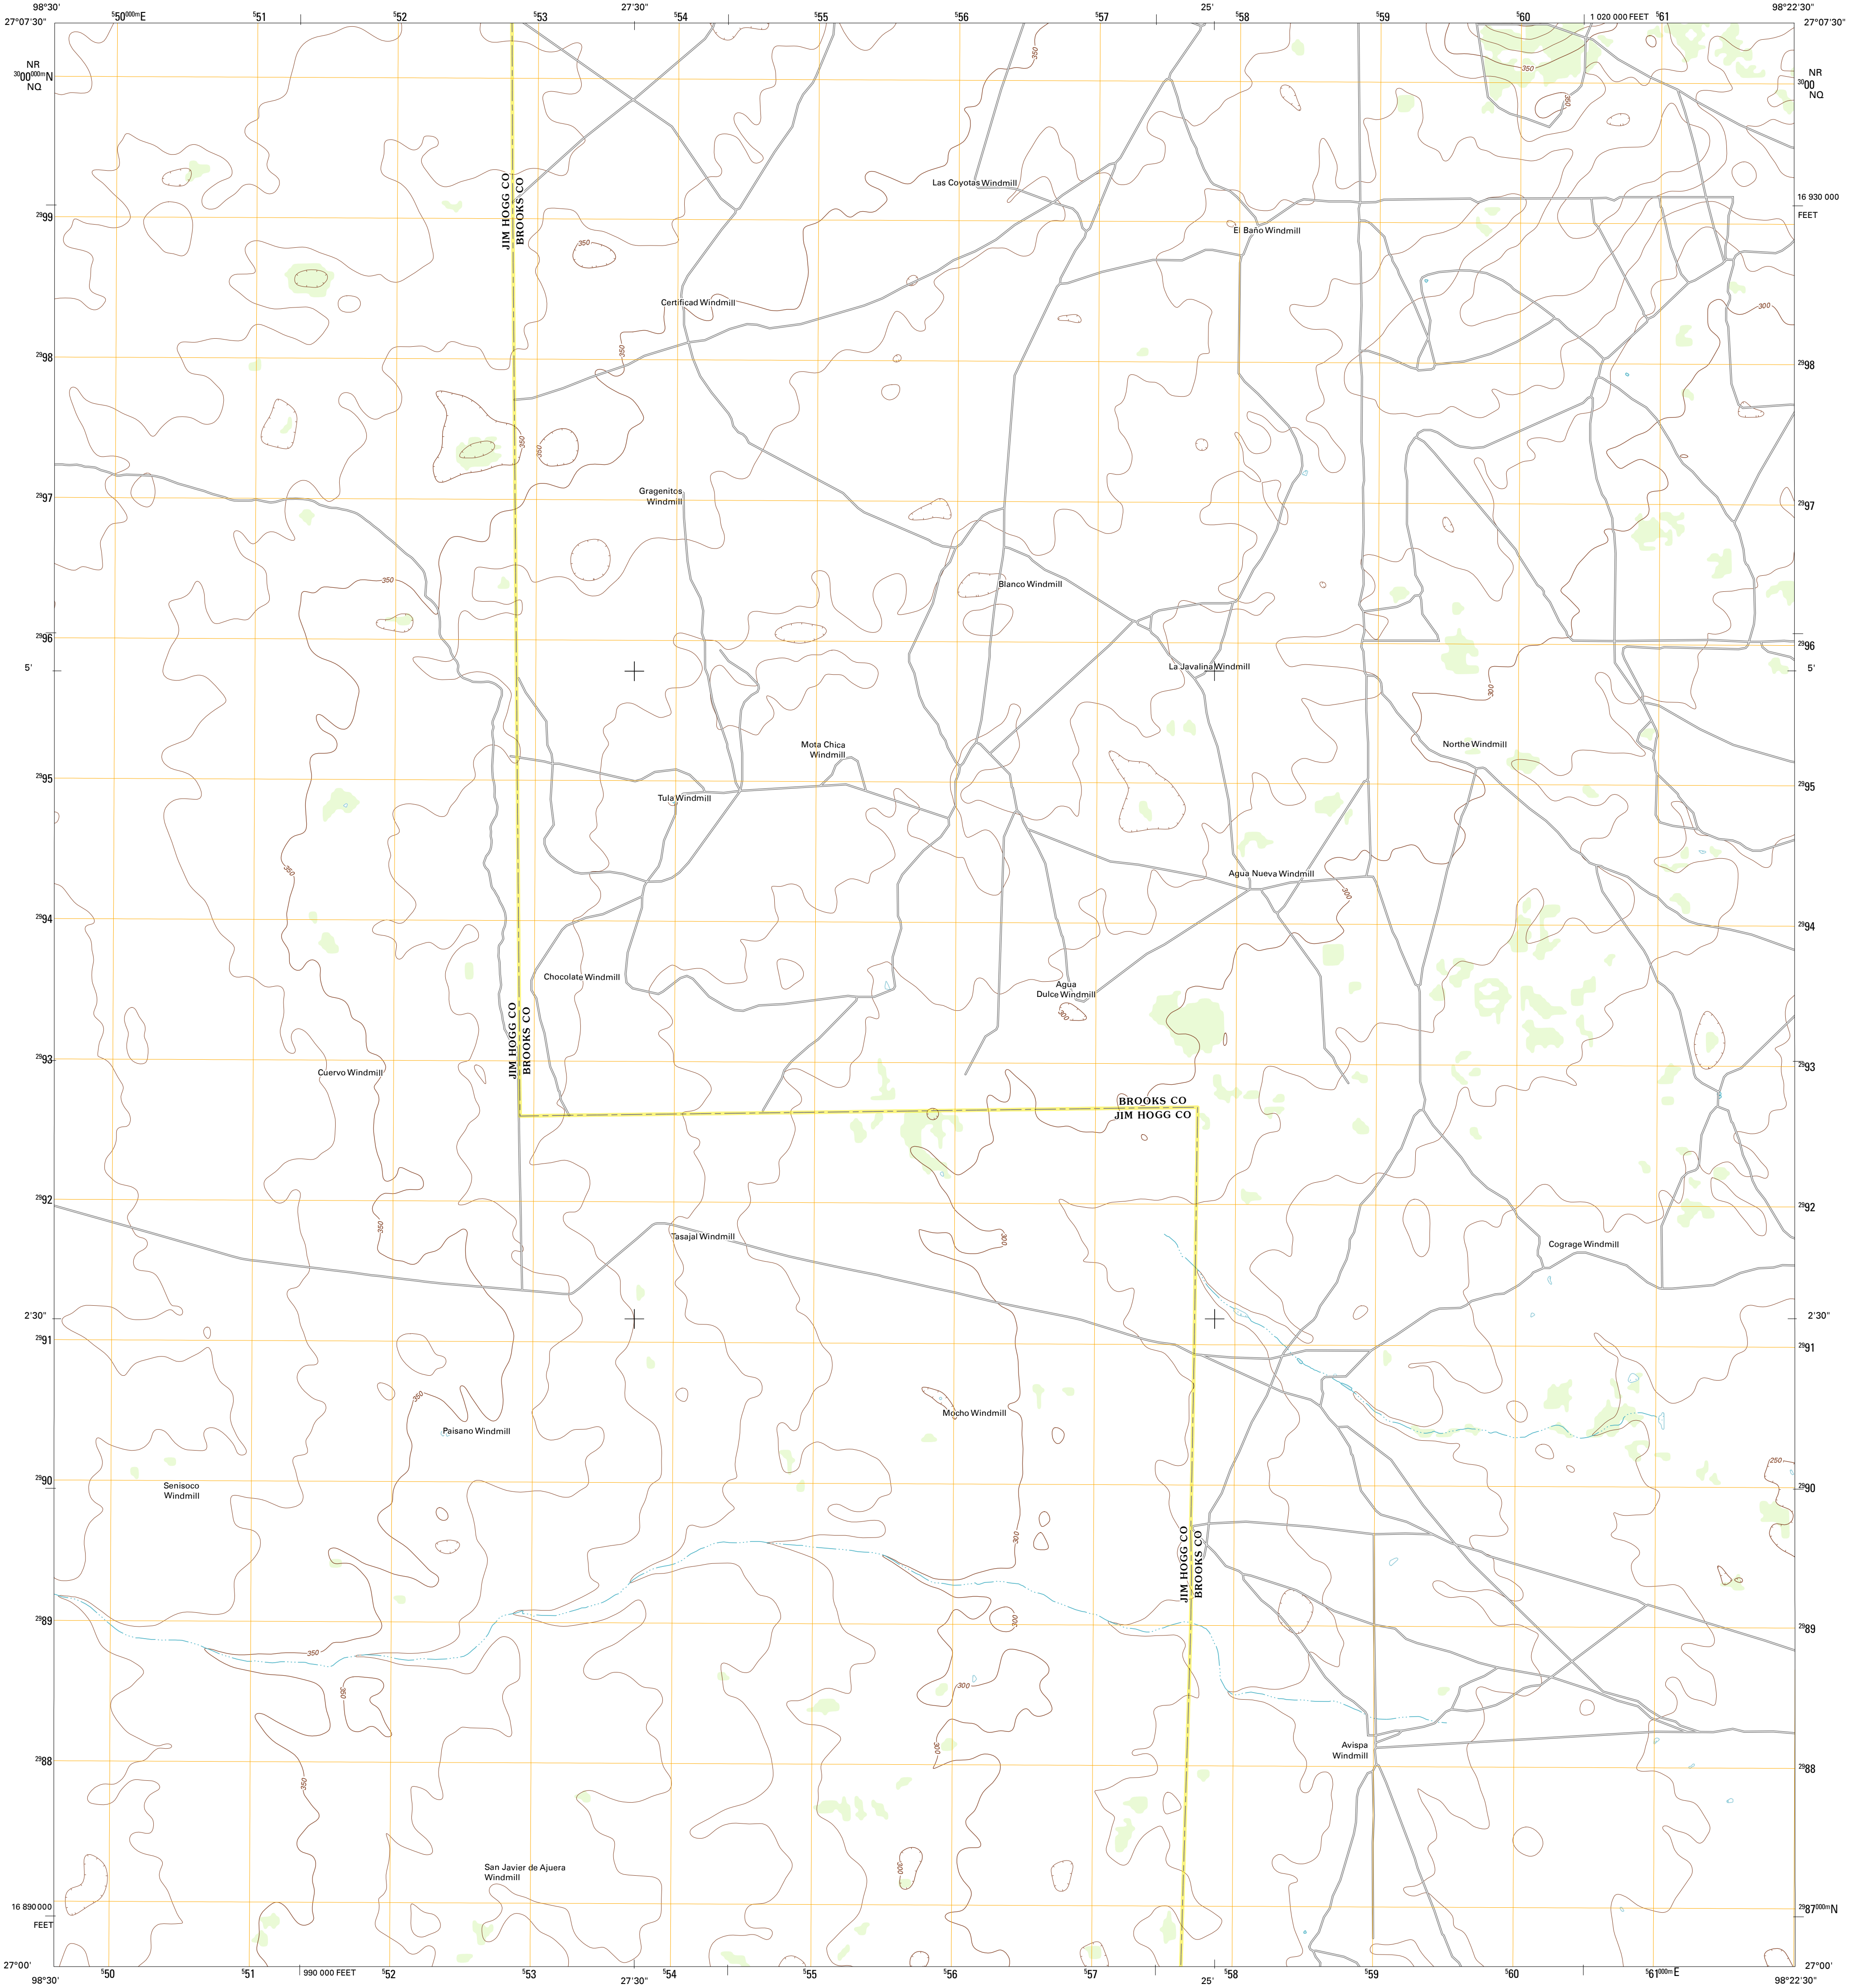 98°30'
⁵50⁰⁰⁰ᵐE
⁵51
⁵52
⁵53
27'30"
⁵54
⁵55
⁵56
⁵57
25'
⁵58
⁵59
⁵60
1 020 000 FEET
⁵61
98°22'30"
27°07'30"
27°07'30"
NR
³⁰00⁰⁰⁰ᵐN
NQ
NR
³⁰00
NQ
350
350
350
Las Coyotas Windmill
JIM HOGG CO
BROOKS CO
16 930 000
FEET
²⁹99
El Baño Windmill
350
Certificad Windmill
300
350
²⁹98
²⁹98
350
350
Gragenitos
Windmill
²⁹97
²⁹97
350
Blanco Windmill
²⁹96
²⁹96
5'
5'
La Javalina Windmill
300
Mota Chica
Windmill
Northe Windmill
²⁹95
²⁹95
Tula Windmill
350
Agua Nueva Windmill
300
²⁹94
²⁹94
Chocolate Windmill
Agua
Dulce Windmill
300
JIM HOGG CO
BROOKS CO
²⁹93
²⁹93
Cuervo Windmill
BROOKS CO
JIM HOGG CO
²⁹92
²⁹92
350
Tasajal Windmill
300
Cograge Windmill
2'30"
2'30"
²⁹91
²⁹91
350
Mocho Windmill
Paisano Windmill
250
²⁹90
²⁹90
Senisoco
Windmill
300
JIM HOGG CO
BROOKS CO
²⁹89
²⁹89
300
350
350
300
300
Avispa
Windmill
²⁹88
²⁹88
350
300
San Javier de Ajuera
Windmill
16 890 000
FEET
²⁹87⁰⁰⁰ᵐN
27°00'
27°00'
98°30'
⁵50
⁵51
990 000 FEET
⁵52
⁵53
27'30"
⁵54
⁵55
⁵56
⁵57
25'
⁵58
⁵59
⁵60
⁵61⁰⁰⁰ᵐE
98°22'30"